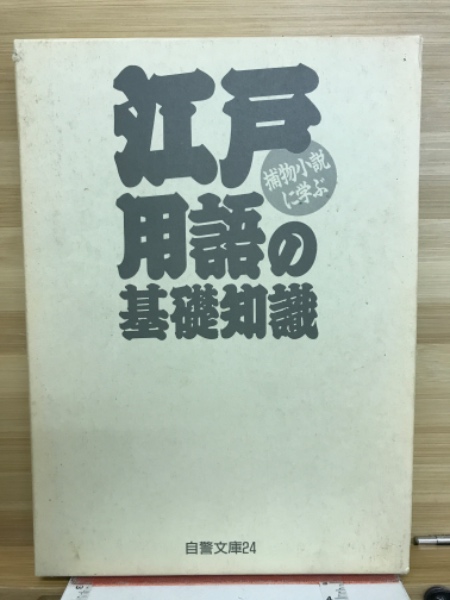 江戸
捕物小説
に学ぶ
用語の
基礎知識
自警文庫24